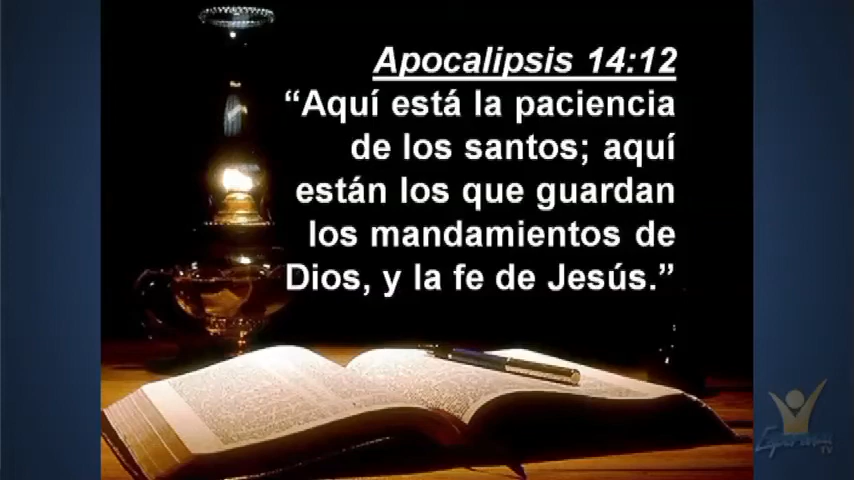 Apocalipsis 14:12
“Aquí está la paciencia
de los santos; aquí
están los que guardan
los mandamientos de
Dios, y la fe de Jesús.”
TV